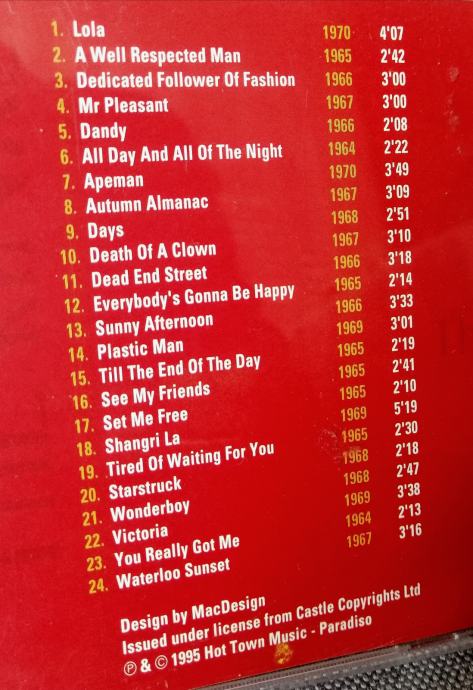 1. Lola 1970 4'07
2. A Well Respected Man 1965 2'42
3. Dedicated Follower Of Fashion 1966 3'00
4. Mr Pleasant 1967 3'00
5. Dandy 1966 2'08
6. All Day And All Of The Night 1964 2'22
7. Apeman 1970 3'49
8. Autumn Almanac 1967 3'09
9. Days 1968 2'51
10. Death Of A Clown 1967 3'10
11. Dead End Street 1966 3'18
12. Everybody's Gonna Be Happy 1965 2'14
13. Sunny Afternoon 1966 3'33
14. Plastic Man 1969 3'01
15. Till The End Of The Day 1965 2'19
16. See My Friends 1965 2'41
17. Set Me Free 1965 2'10
18. Shangri La 1969 5'19
19. Tired Of Waiting For You 1965 2'30
20. Starstruck 1968 2'18
21. Wonderboy 1968 2'47
22. Victoria 1969 3'38
23. You Really Got Me 1964 2'13
24. Waterloo Sunset 1967 3'16
Design by MacDesign
Issued under license from Castle Copyrights Ltd
℗ & © 1995 Hot Town Music - Paradiso